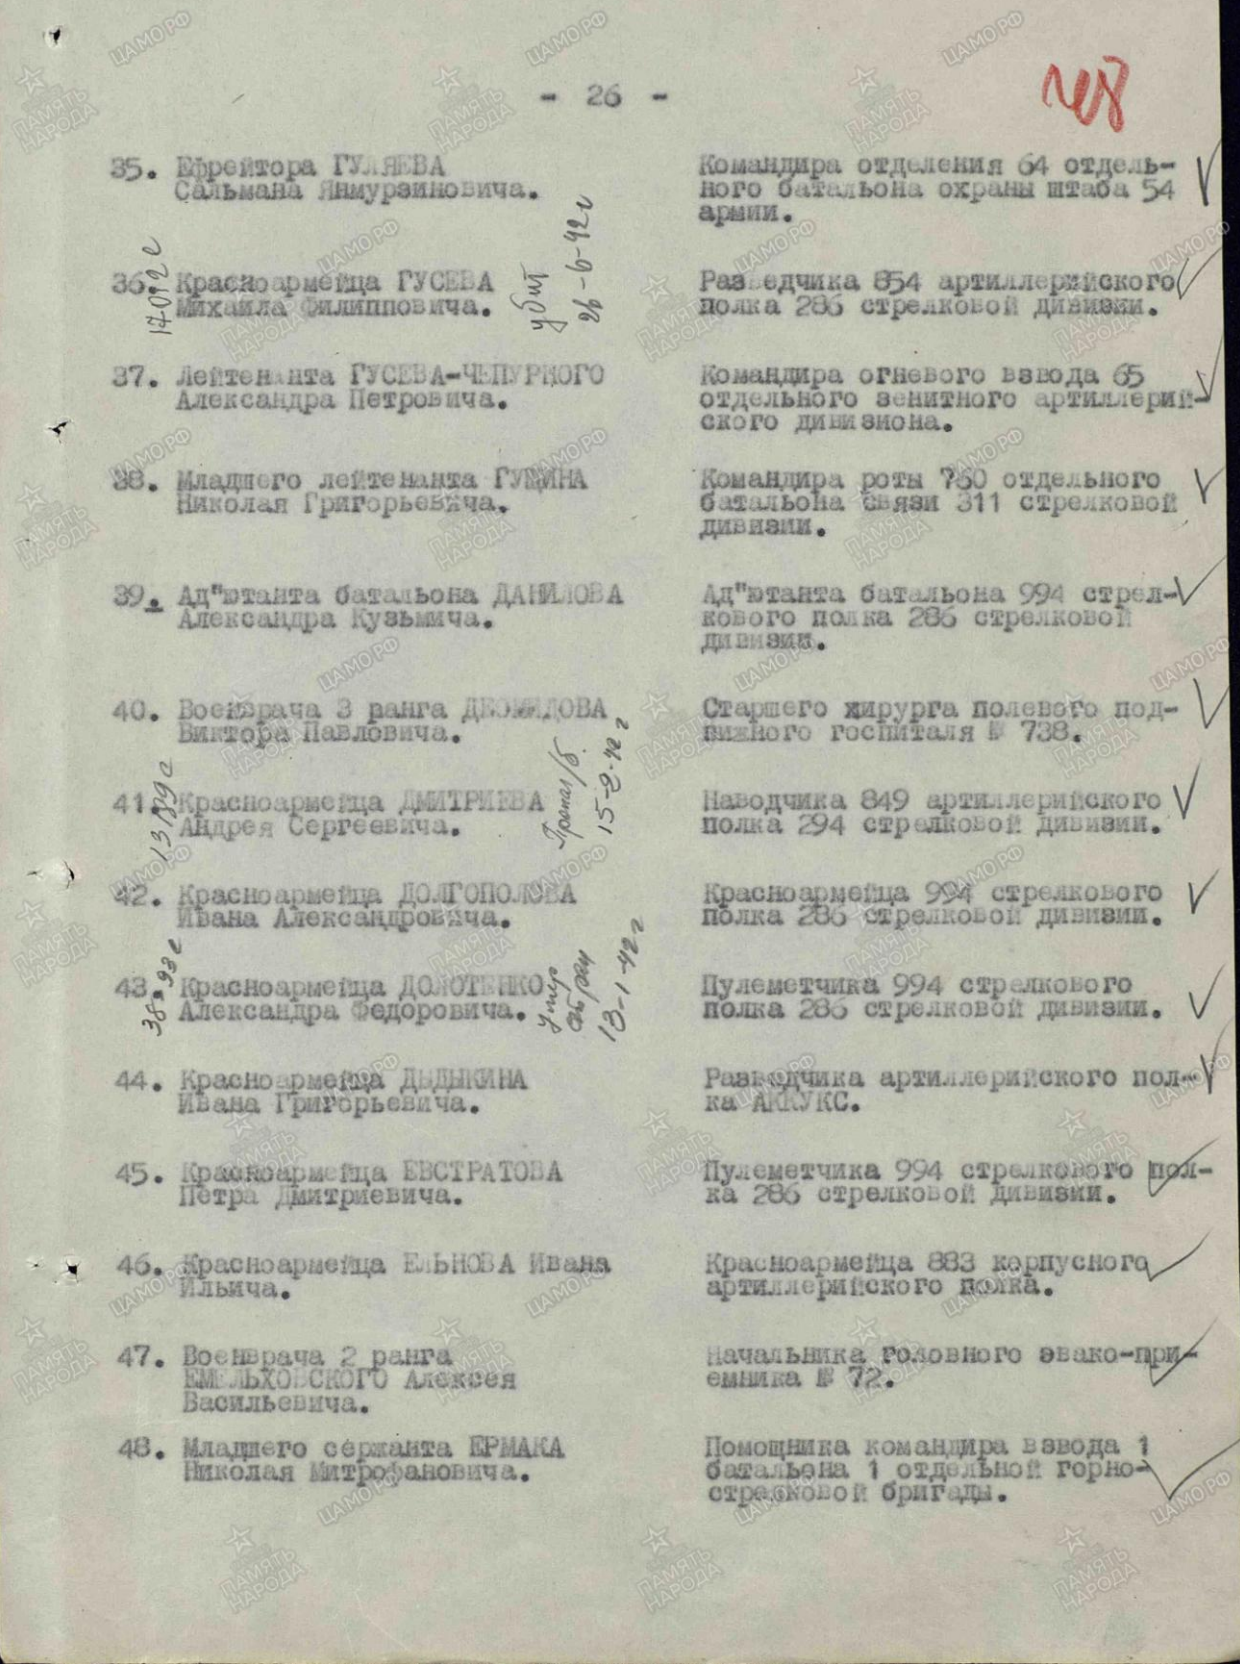 - 26 -
35. Ефрейтора ГУЛЯЕВА
Сальмана Янмурзиновича.
Командира отделения 64 отдель-
ного батальона охраны штаба 54
армии.
36. Красноармейца ГУСЕВА
Михаила Филипповича.
убит
26-6-42г
Разведчика 854 артиллерийского
полка 286 стрелковой дивизии.
37. Лейтенанта ГУСЕВА-ЧЕПУРНОГО
Александра Петровича.
Командира огневого взвода 65
отдельного зенитного артиллерий-
ского дивизиона.
38. Младшего лейтенанта ГУЩИНА
Николая Григорьевича.
Командира роты 760 отдельного
батальона связи 311 стрелковой
дивизии.
39. Ад"ютанта батальона ДАНИЛОВА
Александра Кузьмича.
Ад"ютанта батальона 994 стрел-
кового полка 286 стрелковой
дивизии.
40. Военврача 3 ранга ДЕОМИДОВА
Виктора Павловича.
Старшего хирурга полевого под-
вижного госпиталя № 738.
41. Красноармейца ДМИТРИЕВА
Андрея Сергеевича.
Пропал б/
15-2-42 г
Наводчика 849 артиллерийского
полка 294 стрелковой дивизии.
42. Красноармейца ДОЛГОПОЛОВА
Ивана Александровича.
Красноармейца 994 стрелкового
полка 286 стрелковой дивизии.
43. Красноармейца ДОЛОТЕНКО
Александра Федоровича.
умер
от ран
13-1-42 г
Пулеметчика 994 стрелкового
полка 286 стрелковой дивизии.
44. Красноармейца ДЫДЫКИНА
Ивана Григорьевича.
Разведчика артиллерийского пол-
ка АККУКС.
45. Красноармейца ЕВСТРАТОВА
Петра Дмитриевича.
Пулеметчика 994 стрелкового пол-
ка 286 стрелковой дивизии.
46. Красноармейца ЕЛЬНОВА Ивана
Ильича.
Красноармейца 883 корпусного
артиллерийского полка.
47. Военврача 2 ранга
ЕМЕЛЬХОВСКОГО Алексея
Васильевича.
Начальника головного эвако-при-
емника № 72.
48. Младшего сержанта ЕРМАКА
Николая Митрофановича.
Помощника командира взвода 1
батальона 1 отдельной горно-
стрелковой бригады.